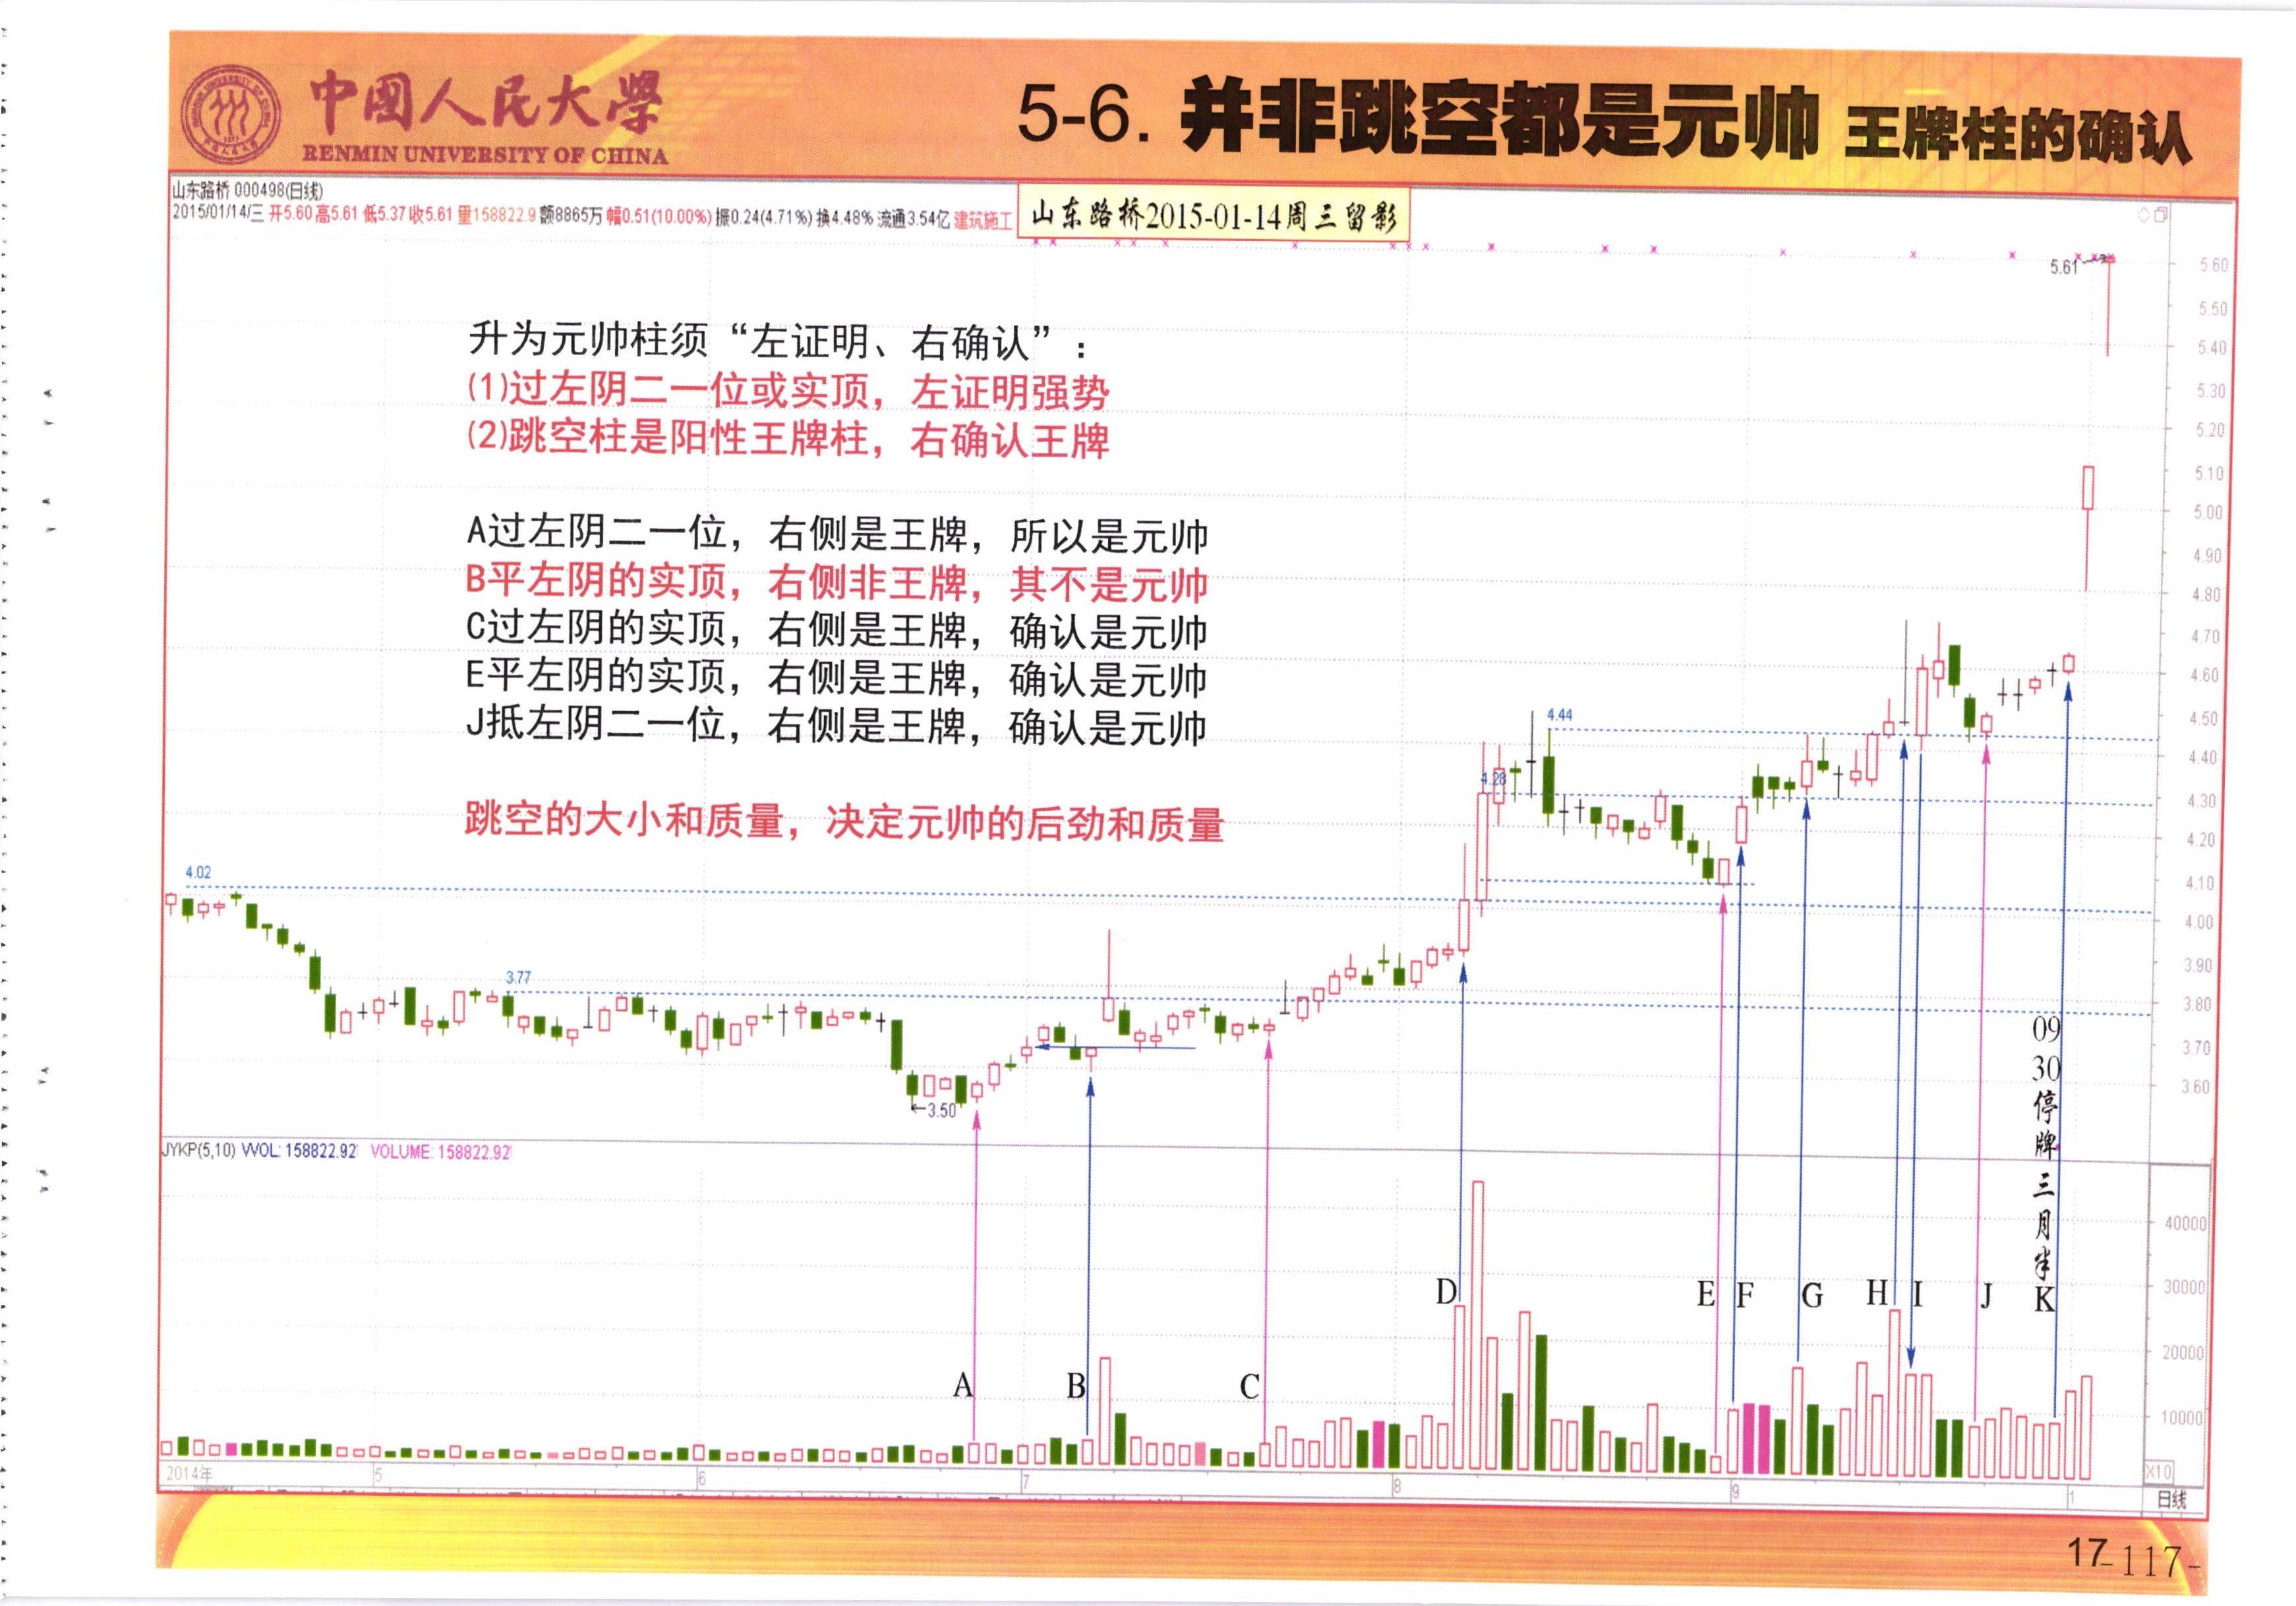 中国人民大学
RENMIN UNIVERSITY OF CHINA
5-6. 并非跳空都是元帅 王牌柱的确认
山东路桥 000498(日线)
2015/01/14/三 开5.60 高5.61 低5.37 收5.61 量158822.9 额8865万 幅0.51(10.00%) 振0.24(4.71%) 换4.48% 流通3.54亿 建筑施工
山东路桥2015-01-14周三留影
升为元帅柱须“左证明、右确认”：
(1)过左阴二一位或实顶，左证明强势
(2)跳空柱是阳性王牌柱，右确认王牌
A过左阴二一位，右侧是王牌，所以是元帅
B平左阴的实顶，右侧非王牌，其不是元帅
C过左阴的实顶，右侧是王牌，确认是元帅
E平左阴的实顶，右侧是王牌，确认是元帅
J抵左阴二一位，右侧是王牌，确认是元帅
跳空的大小和质量，决定元帅的后劲和质量
5.61
5.60
5.50
5.40
5.30
5.20
5.10
5.00
4.90
4.80
4.70
4.60
4.50
4.40
4.30
4.20
4.10
4.00
3.90
3.80
3.70
3.60
4.44
4.28
4.02
3.77
←3.50
09
30
停
牌
三
月
半
JYKP(5,10) VVOL: 158822.92 VOLUME: 158822.92
40000
30000
20000
10000
X10
A
B
C
D
E
F
G
H
I
J
K
2014年
5
6
7
8
9
1
日线
17
-117-